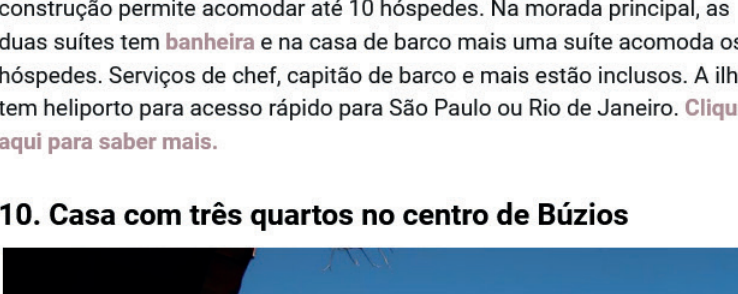 construção permite acomodar até 10 hóspedes. Na morada principal, as
duas suítes tem banheira e na casa de barco mais uma suíte acomoda os
hóspedes. Serviços de chef, capitão de barco e mais estão inclusos. A ilh
tem heliporto para acesso rápido para São Paulo ou Rio de Janeiro. Cliqu
aqui para saber mais.
10. Casa com três quartos no centro de Búzios